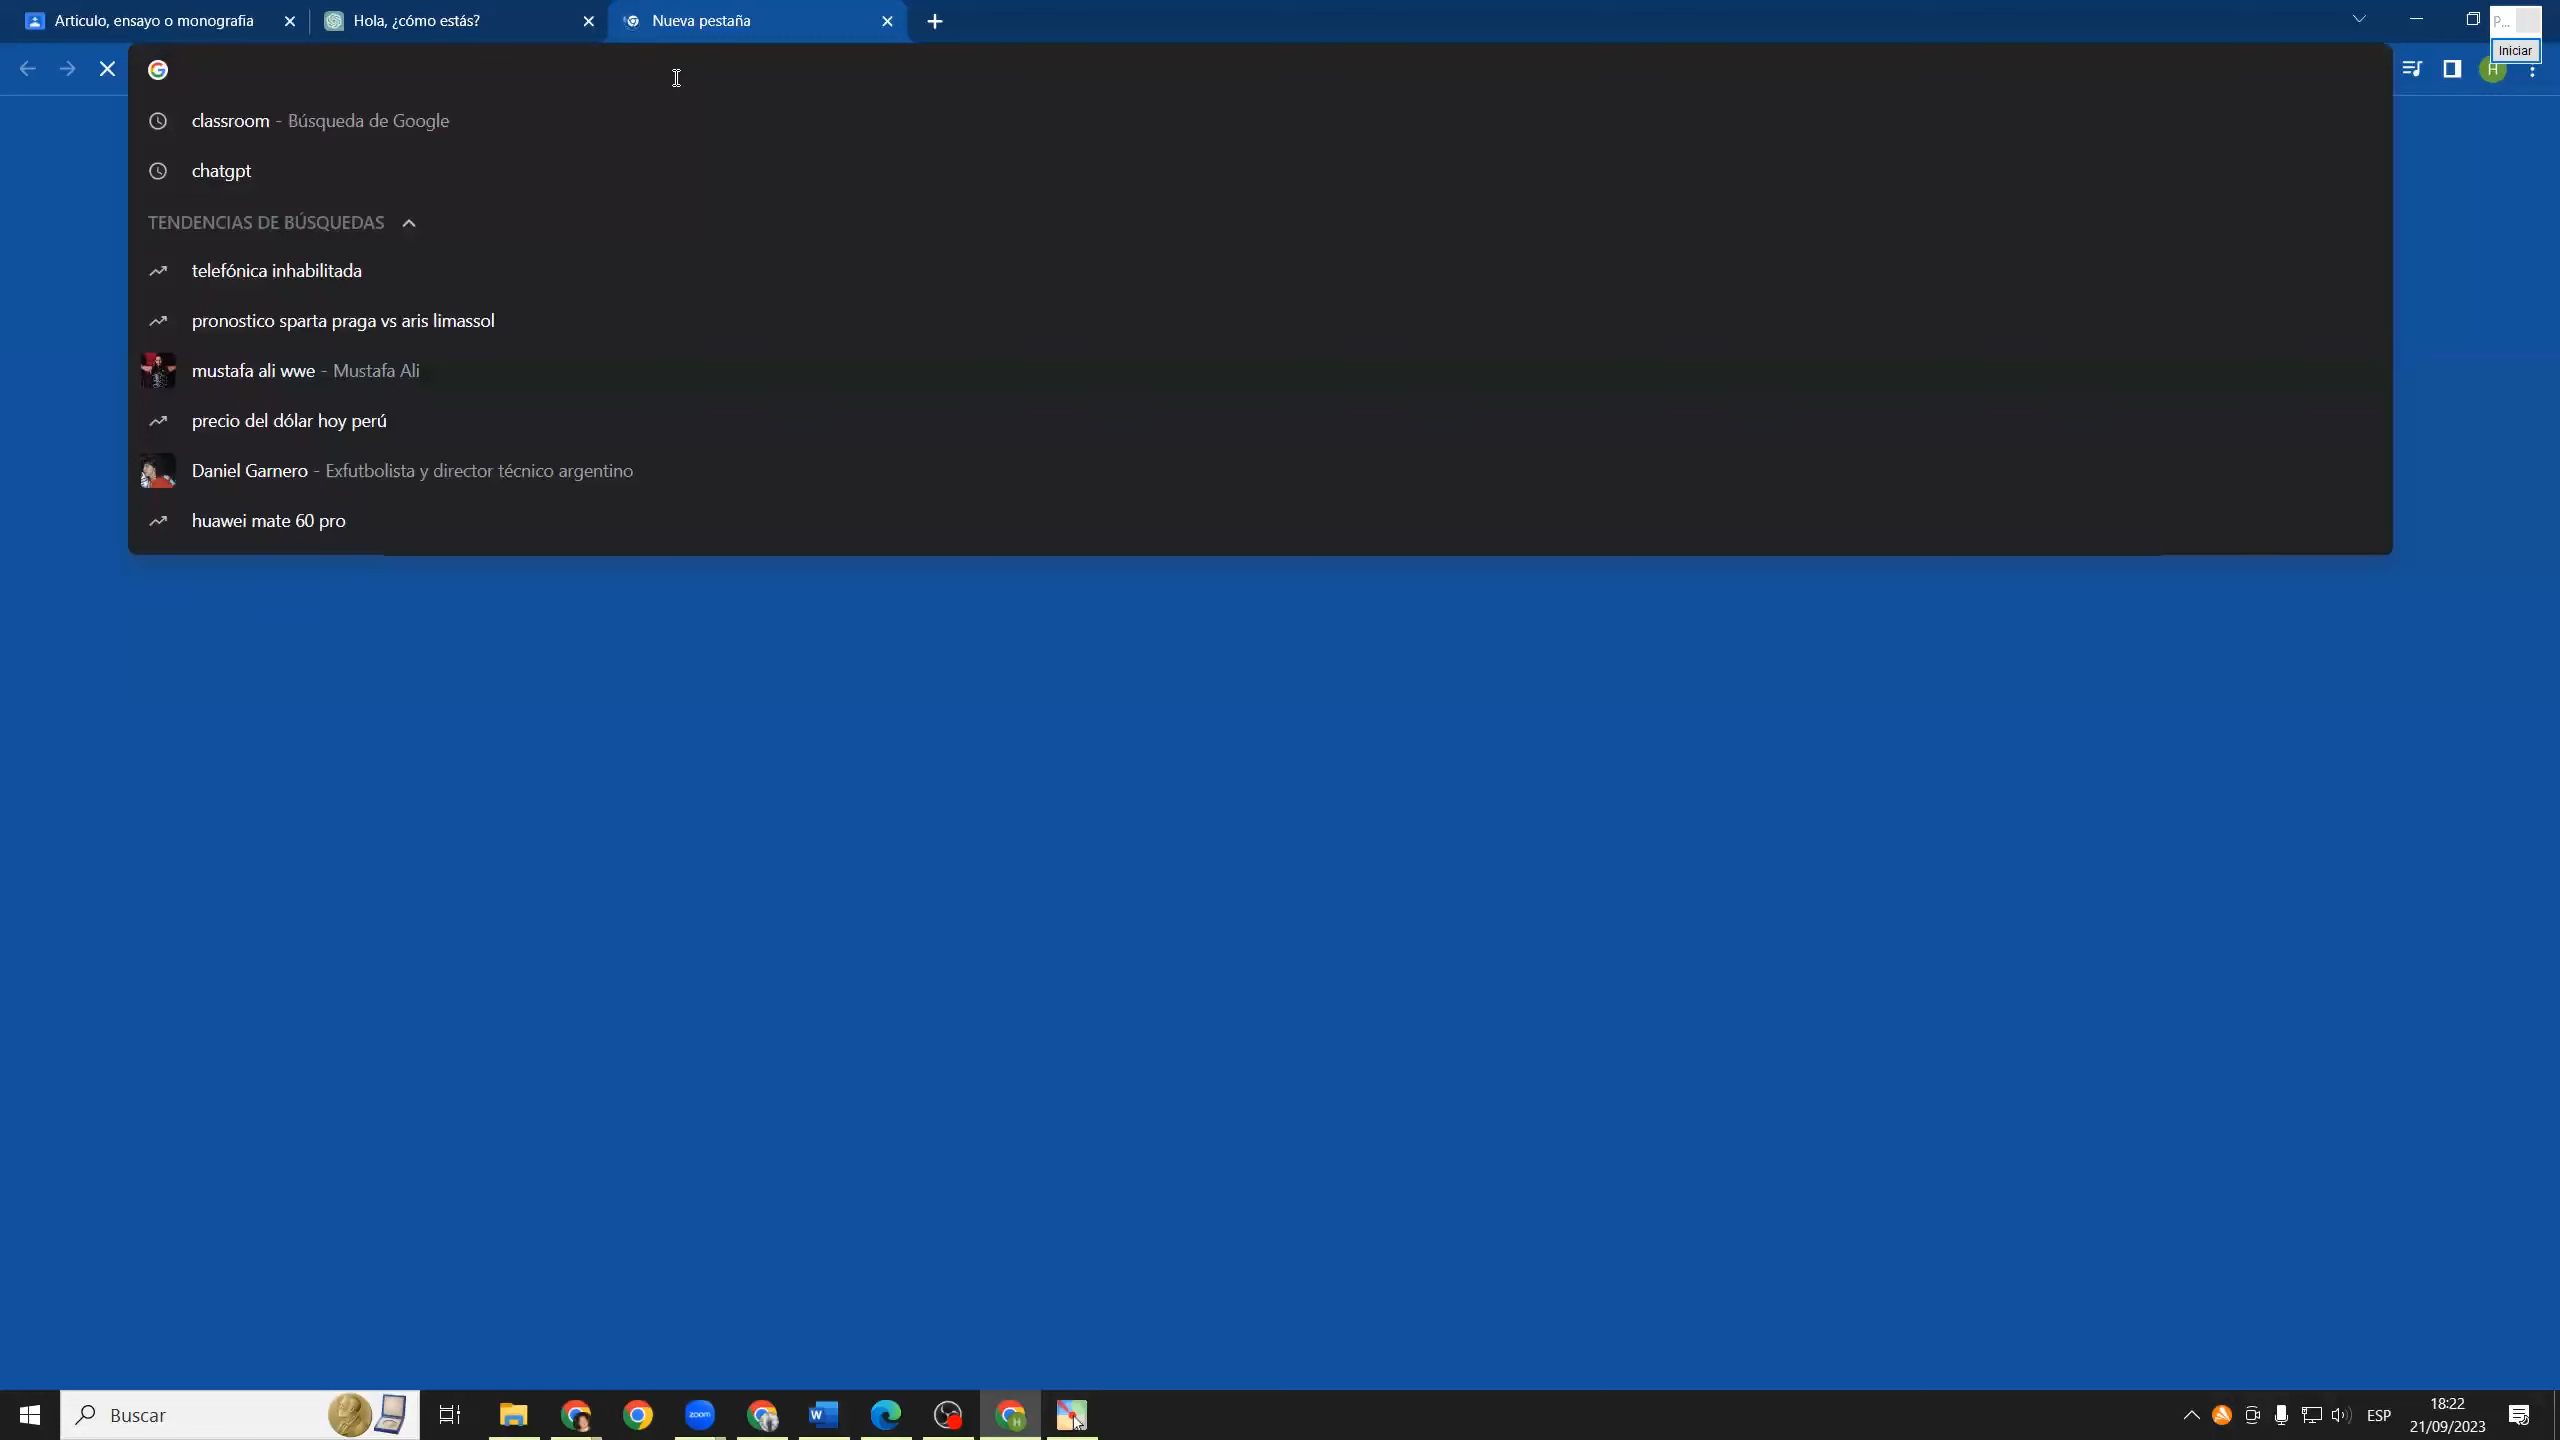 Articulo, ensayo o monografia
Hola, ¿cómo estás?
Nueva pestaña
P...
Iniciar
H
classroom - Búsqueda de Google
chatgpt
TENDENCIAS DE BÚSQUEDAS
telefónica inhabilitada
pronostico sparta praga vs aris limassol
mustafa ali wwe - Mustafa Ali
precio del dólar hoy perú
Daniel Garnero - Exfutbolista y director técnico argentino
huawei mate 60 pro
Buscar
zoom
W
H
ESP
18:22
21/09/2023